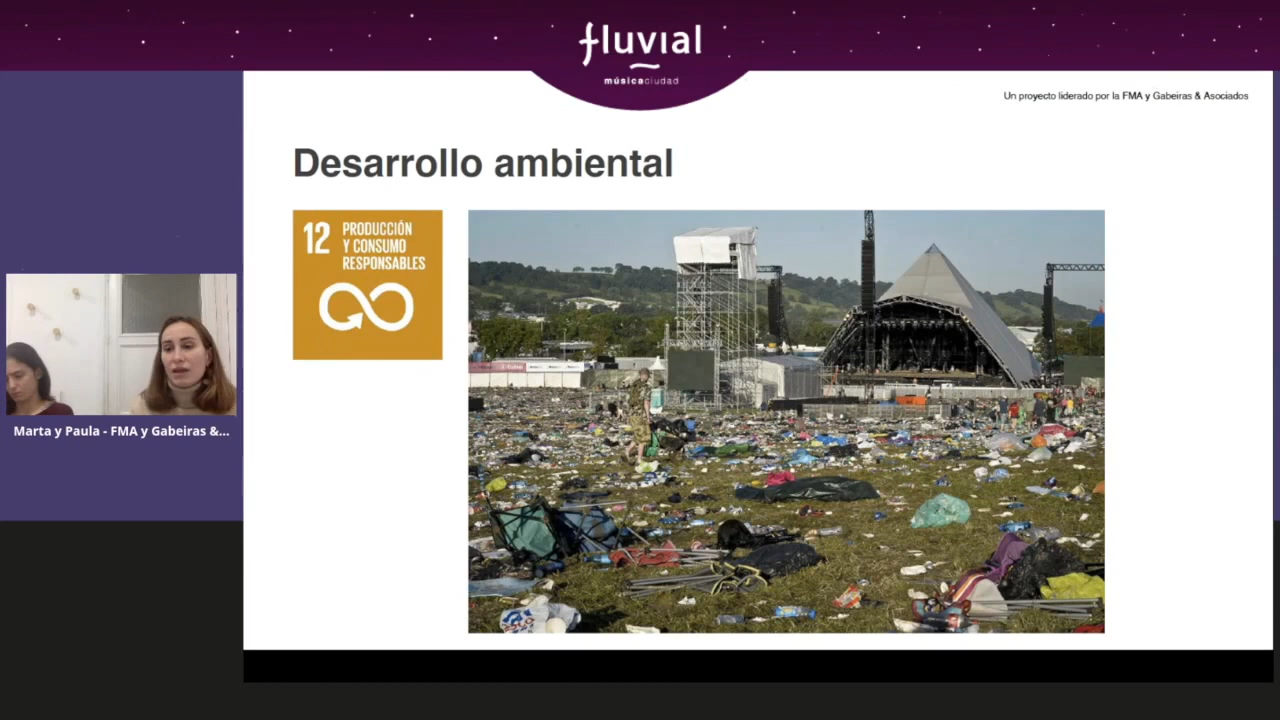 fluvial
músicaciudad
Un proyecto liderado por la FMA y Gabeiras & Asociados
Desarrollo ambiental
12 PRODUCCIÓN
Y CONSUMO
RESPONSABLES
Marta y Paula - FMA y Gabeiras &...